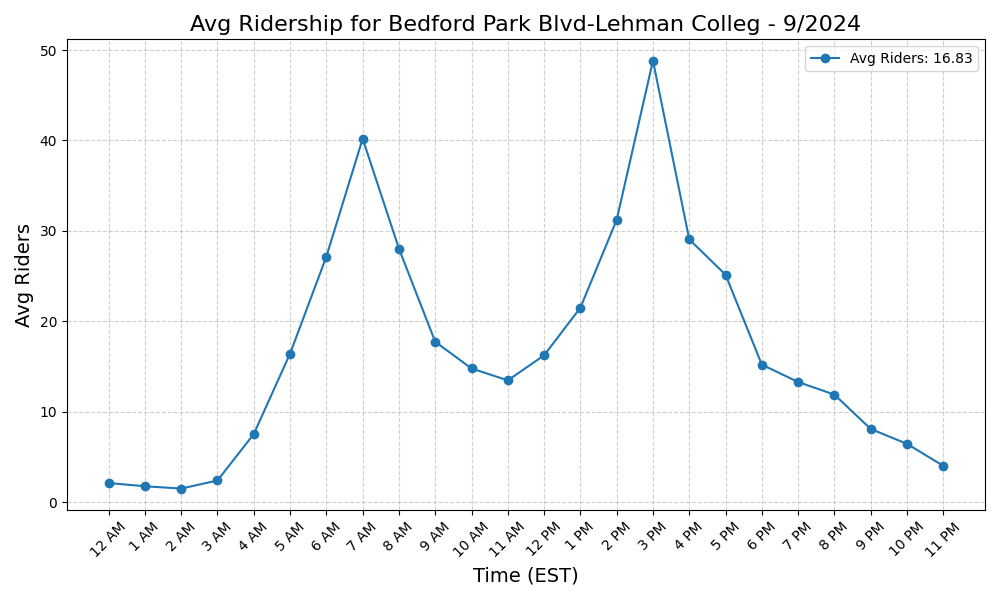 Avg Ridership for Bedford Park Blvd-Lehman Colleg - 9/2024
Avg Riders: 16.83
Avg Riders
50
40
30
20
10
0
12 AM
1 AM
2 AM
3 AM
4 AM
5 AM
6 AM
7 AM
8 AM
9 AM
10 AM
11 AM
12 PM
1 PM
2 PM
3 PM
4 PM
5 PM
6 PM
7 PM
8 PM
9 PM
10 PM
11 PM
Time (EST)